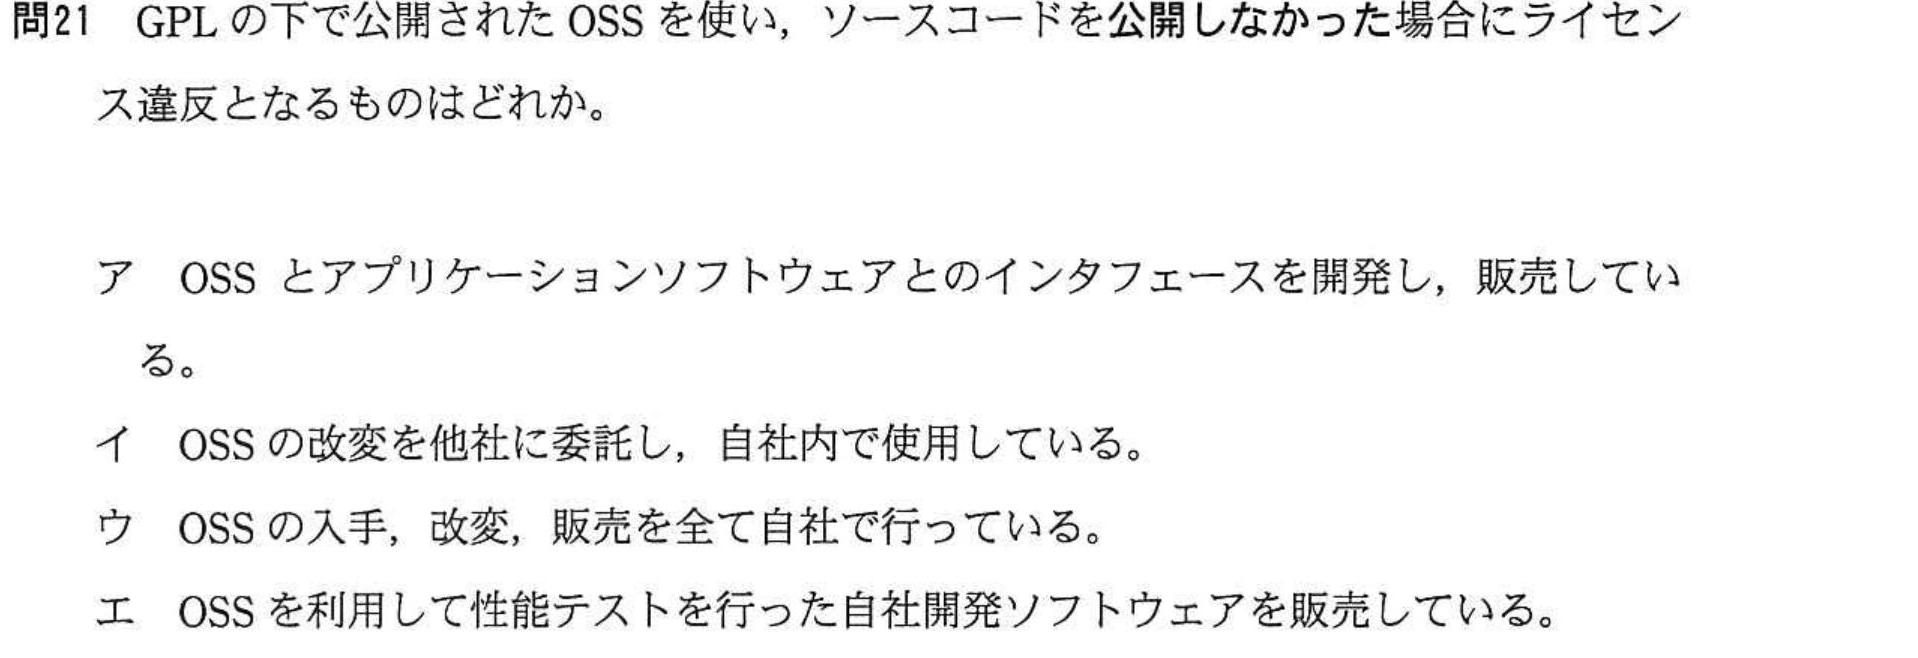 問21　GPL の下で公開された OSS を使い，ソースコードを公開しなかった場合にライセン
ス違反となるものはどれか。
ア　OSS とアプリケーションソフトウェアとのインタフェースを開発し，販売してい
る。
イ　OSS の改変を他社に委託し，自社内で使用している。
ウ　OSS の入手，改変，販売を全て自社で行っている。
エ　OSS を利用して性能テストを行った自社開発ソフトウェアを販売している。